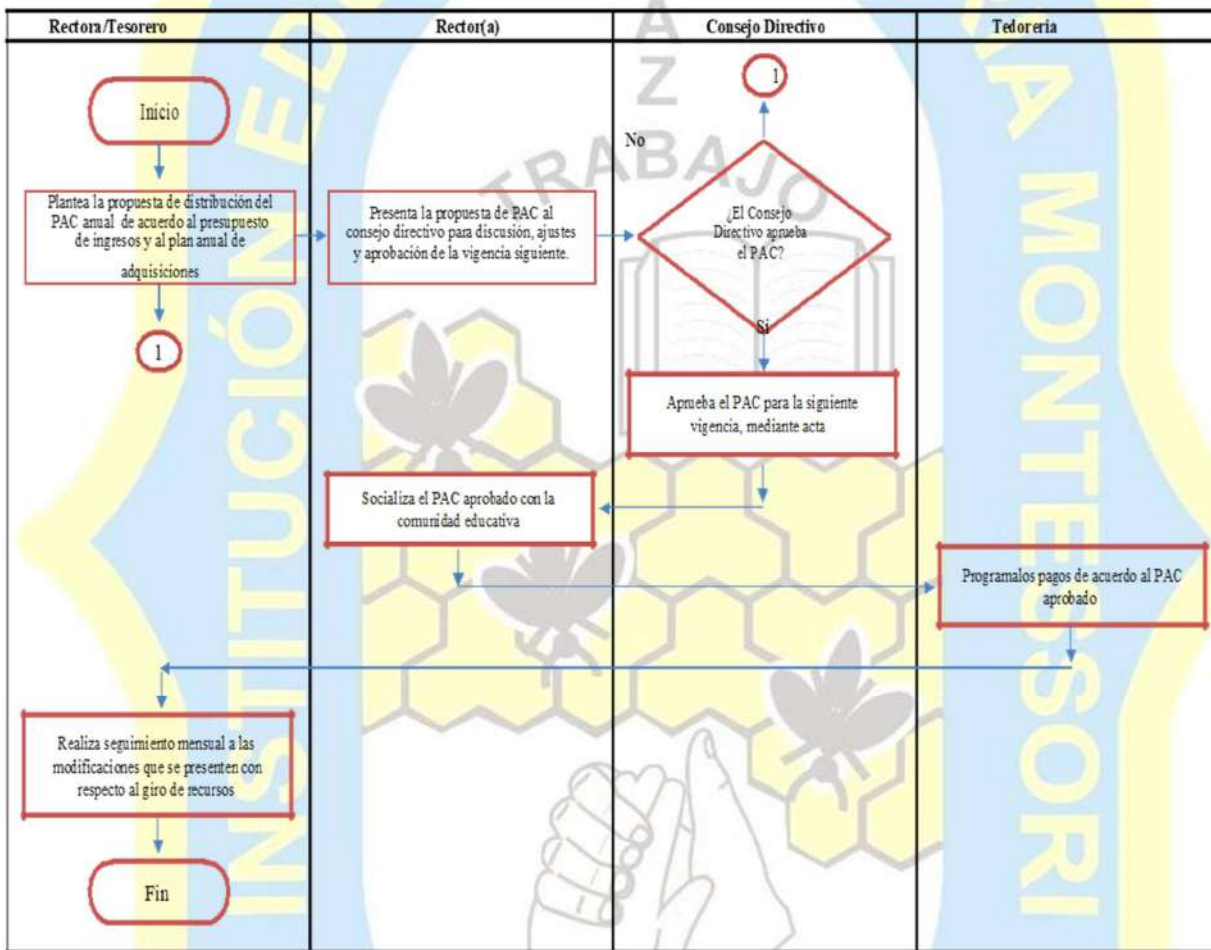 Rectora/Tesorero
Rector(a)
Consejo Directivo
Tedoreria
Inicio
Plantea la propuesta de distribución del
PAC anual de acuerdo al presupuesto
de ingresos y al plan anual de
adquisiciones
1
Presenta la propuesta de PAC al
consejo directivo para discusión, ajustes
y aprobación de la vigencia siguiente.
1
No
¿El Consejo
Directivo aprueba
el PAC?
Si
Aprueba el PAC para la siguiente
vigencia, mediante acta
Socializa el PAC aprobado con la
comunidad educativa
Programalos pagos de acuerdo al PAC
aprobado
Realiza seguimiento mensual a las
modificaciones que se presenten con
respecto al giro de recursos
Fin
INSTITUCIÓN ED
A
Z
TRABAJO
RIA MONTESSORI